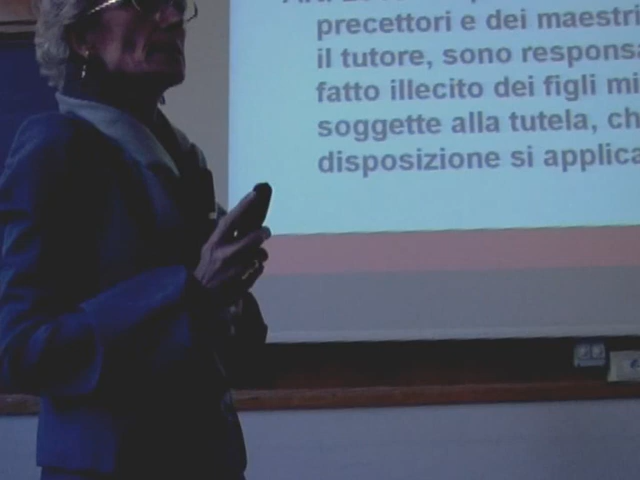 precettori e dei maestri
il tutore, sono responsa
fatto illecito dei figli mi
soggette alla tutela, ch
disposizione si applica